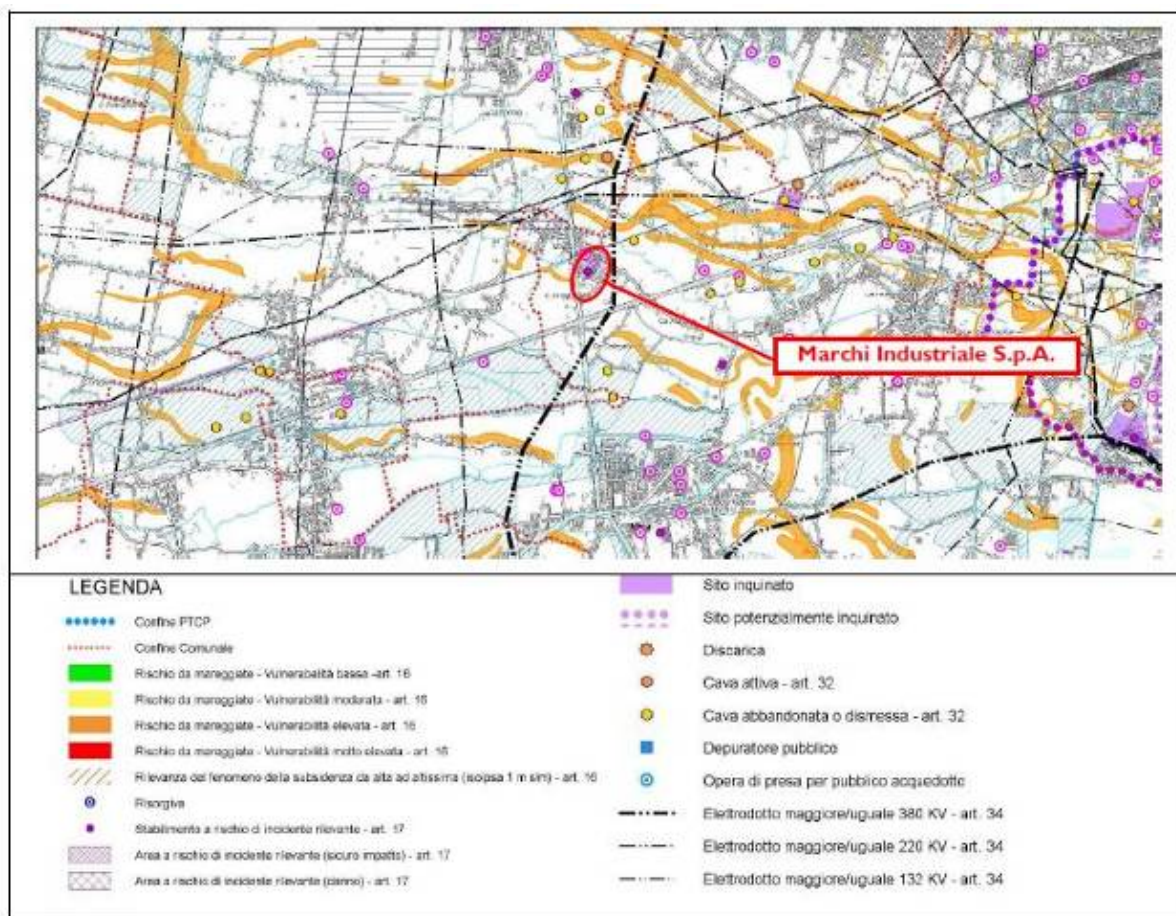 Marchi Industriale S.p.A.
LEGENDA
Confine PTCP
Confine Comunale
Rischio da mareggiate - Vulnerabilità bassa -art. 16
Rischio da mareggiate - Vulnerabilità moderata - art. 16
Rischio da mareggiate - Vulnerabilità elevata - art. 16
Rischio da mareggiate - Vulnerabilità molto elevata - art. 16
Rilevanza del fenomeno della subsidenza da alta ad altissima (isoipsa 1 m slm) - art. 16
Risorgiva
Stabilimento a rischio di incidente rilevante - art. 17
Area a rischio di incidente rilevante (sicuro impatto) - art. 17
Area a rischio di incidente rilevante (danno) - art. 17
Sito inquinato
Sito potenzialmente inquinato
Discarica
Cava attiva - art. 32
Cava abbandonata o dismessa - art. 32
Depuratore pubblico
Opera di presa per pubblico acquedotto
Elettrodotto maggiore/uguale 380 KV - art. 34
Elettrodotto maggiore/uguale 220 KV - art. 34
Elettrodotto maggiore/uguale 132 KV - art. 34